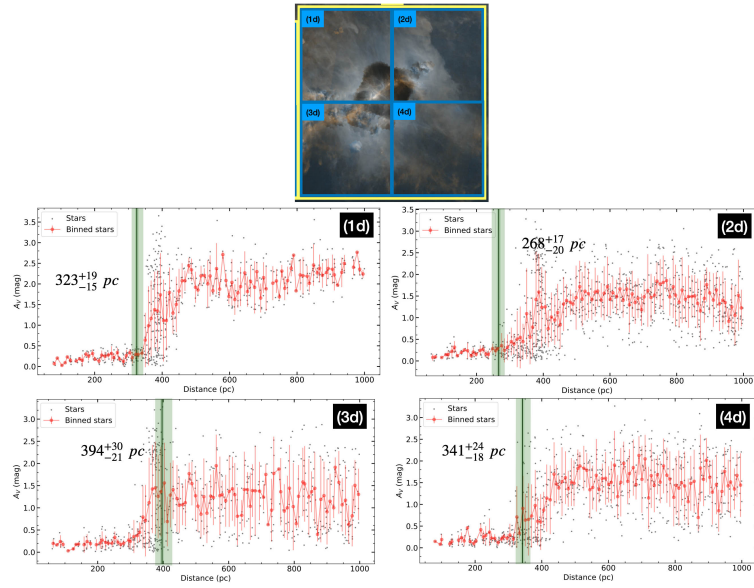 (1d)
(2d)
(3d)
(4d)
3.5
3.0
2.5
2.0
1.5
1.0
0.5
0.0
A_V (mag)
Stars
Binned stars
(1d)
323^{+19}_{-15} pc
200
400
600
800
1000
Distance (pc)
3.5
3.0
2.5
2.0
1.5
1.0
0.5
0.0
A_V (mag)
Stars
Binned stars
(2d)
268^{+17}_{-20} pc
200
400
600
800
1000
Distance (pc)
3.0
2.5
2.0
1.5
1.0
0.5
0.0
A_V (mag)
Stars
Binned stars
(3d)
394^{+30}_{-21} pc
200
400
600
800
1000
Distance (pc)
3.0
2.5
2.0
1.5
1.0
0.5
0.0
A_V (mag)
Stars
Binned stars
(4d)
341^{+24}_{-18} pc
200
400
600
800
1000
Distance (pc)